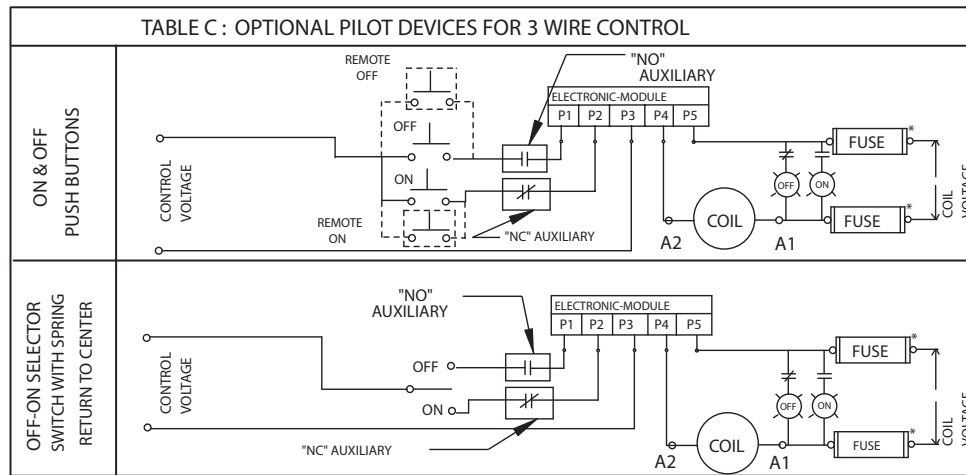 TABLE C : OPTIONAL PILOT DEVICES FOR 3 WIRE CONTROL
ON & OFF
PUSH BUTTONS
CONTROL
VOLTAGE
REMOTE
OFF
OFF
ON
REMOTE
ON
"NO"
AUXILIARY
"NC" AUXILIARY
ELECTRONIC-MODULE
P1 P2 P3 P4 P5
A2
COIL
A1
OFF
ON
FUSE
*
FUSE
*
COIL
VOLTAGE
OFF-ON SELECTOR
SWITCH WITH SPRING
RETURN TO CENTER
CONTROL
VOLTAGE
OFF
ON
"NO"
AUXILIARY
"NC" AUXILIARY
ELECTRONIC-MODULE
P1 P2 P3 P4 P5
A2
COIL
A1
OFF
ON
FUSE
*
FUSE
*
COIL
VOLTAGE